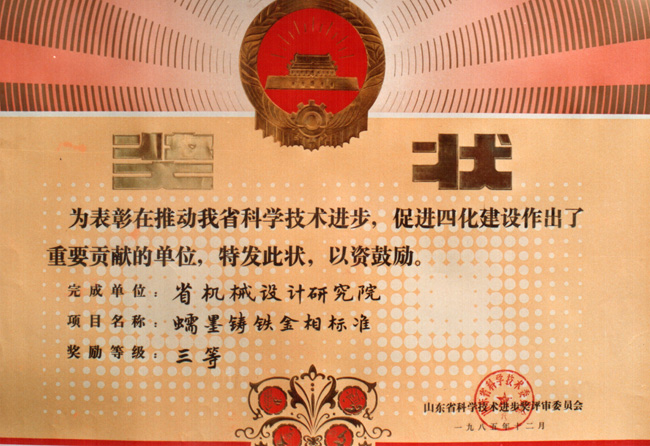 奖 状
为表彰在推动我省科学技术进步，促进四化建设作出了
重要贡献的单位，特发此状，以资鼓励。
完成单位：省机械设计研究院
项目名称：蠕墨铸铁金相标准
奖励等级：三等
山东省科学技术进步奖评审委员会
一九八五年十二月